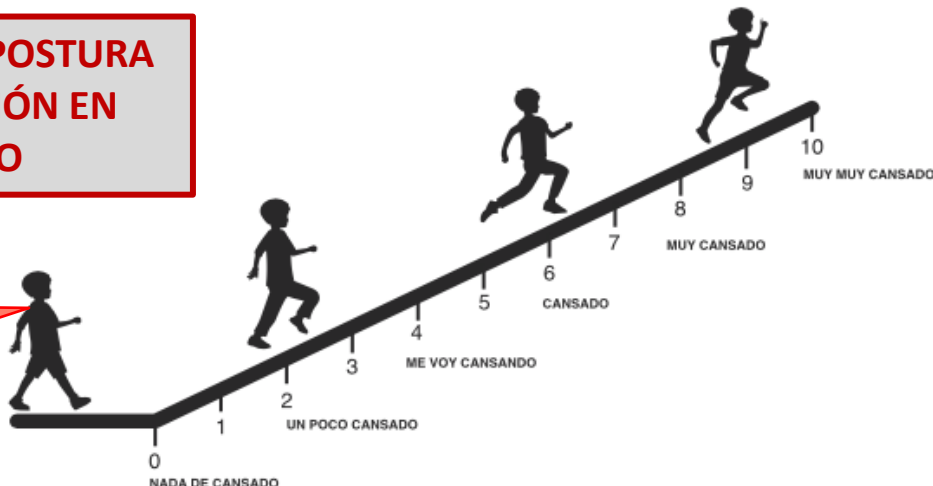 POSTURA
ÓN EN
O
10
MUY MUY CANSADO
9
8
MUY CANSADO
7
6
CANSADO
5
4
ME VOY CANSANDO
3
2
UN POCO CANSADO
1
0
NADA DE CANSADO